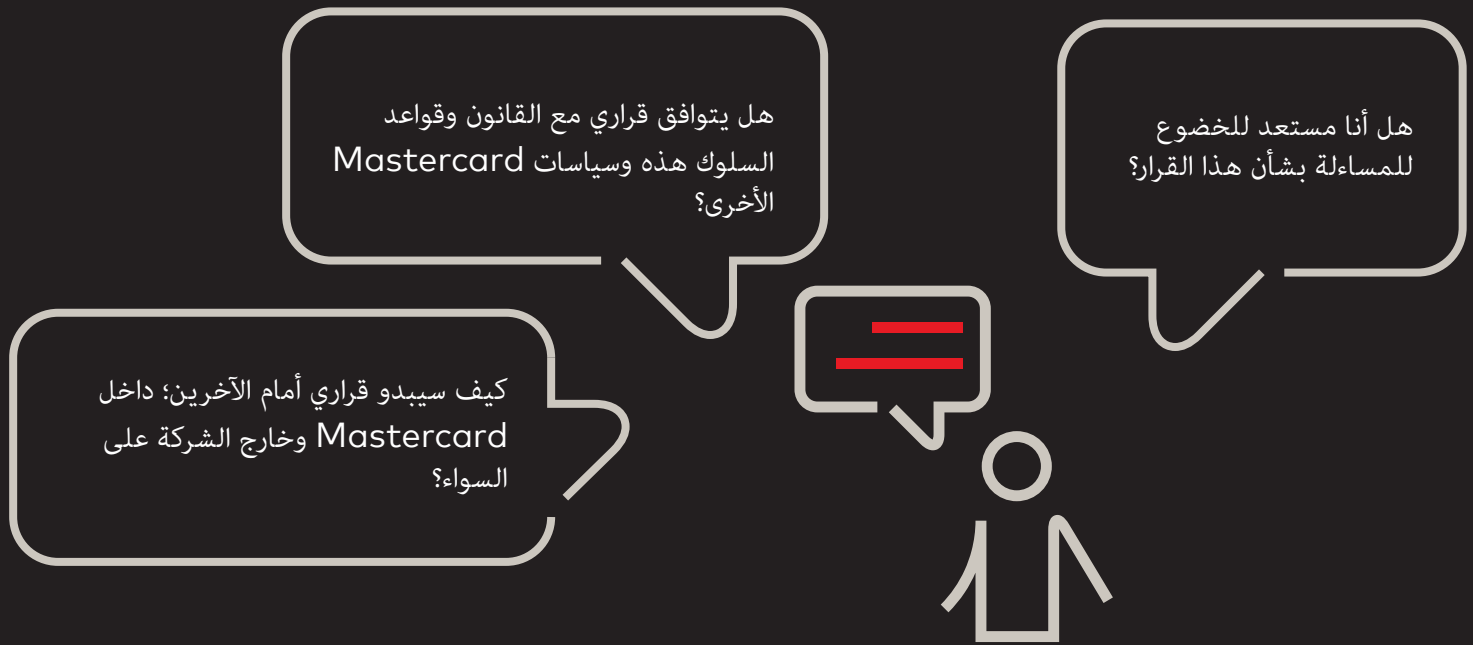 هل أنا مستعد للخضوع
للمساءلة بشأن هذا القرار؟
هل يتوافق قراري مع القانون وقواعد
السلوك هذه وسياسات Mastercard
الأخرى؟
كيف سيبدو قراري أمام الآخرين؛ داخل
Mastercard وخارج الشركة على
السواء؟